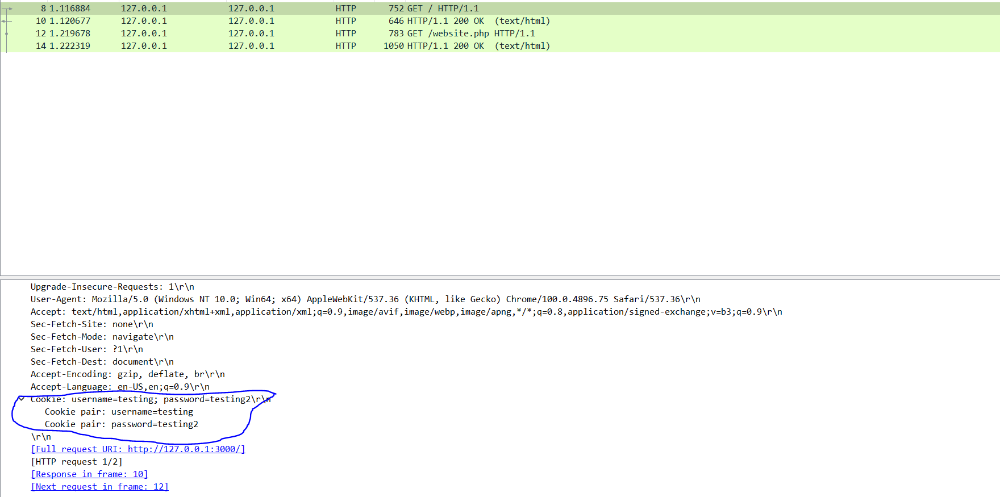 8 1.116884 127.0.0.1 127.0.0.1 HTTP 752 GET / HTTP/1.1
10 1.120677 127.0.0.1 127.0.0.1 HTTP 646 HTTP/1.1 200 OK (text/html)
12 1.219678 127.0.0.1 127.0.0.1 HTTP 783 GET /website.php HTTP/1.1
14 1.222319 127.0.0.1 127.0.0.1 HTTP 1050 HTTP/1.1 200 OK (text/html)
Upgrade-Insecure-Requests: 1\r\n
User-Agent: Mozilla/5.0 (Windows NT 10.0; Win64; x64) AppleWebKit/537.36 (KHTML, like Gecko) Chrome/100.0.4896.75 Safari/537.36\r\n
Accept: text/html,application/xhtml+xml,application/xml;q=0.9,image/avif,image/webp,image/apng,*/*;q=0.8,application/signed-exchange;v=b3;q=0.9\r\n
Sec-Fetch-Site: none\r\n
Sec-Fetch-Mode: navigate\r\n
Sec-Fetch-User: ?1\r\n
Sec-Fetch-Dest: document\r\n
Accept-Encoding: gzip, deflate, br\r\n
Accept-Language: en-US,en;q=0.9\r\n
Cookie: username=testing; password=testing2\r\n
Cookie pair: username=testing
Cookie pair: password=testing2
\r\n
[Full request URI: http://127.0.0.1:3000/]
[HTTP request 1/2]
[Response in frame: 10]
[Next request in frame: 12]